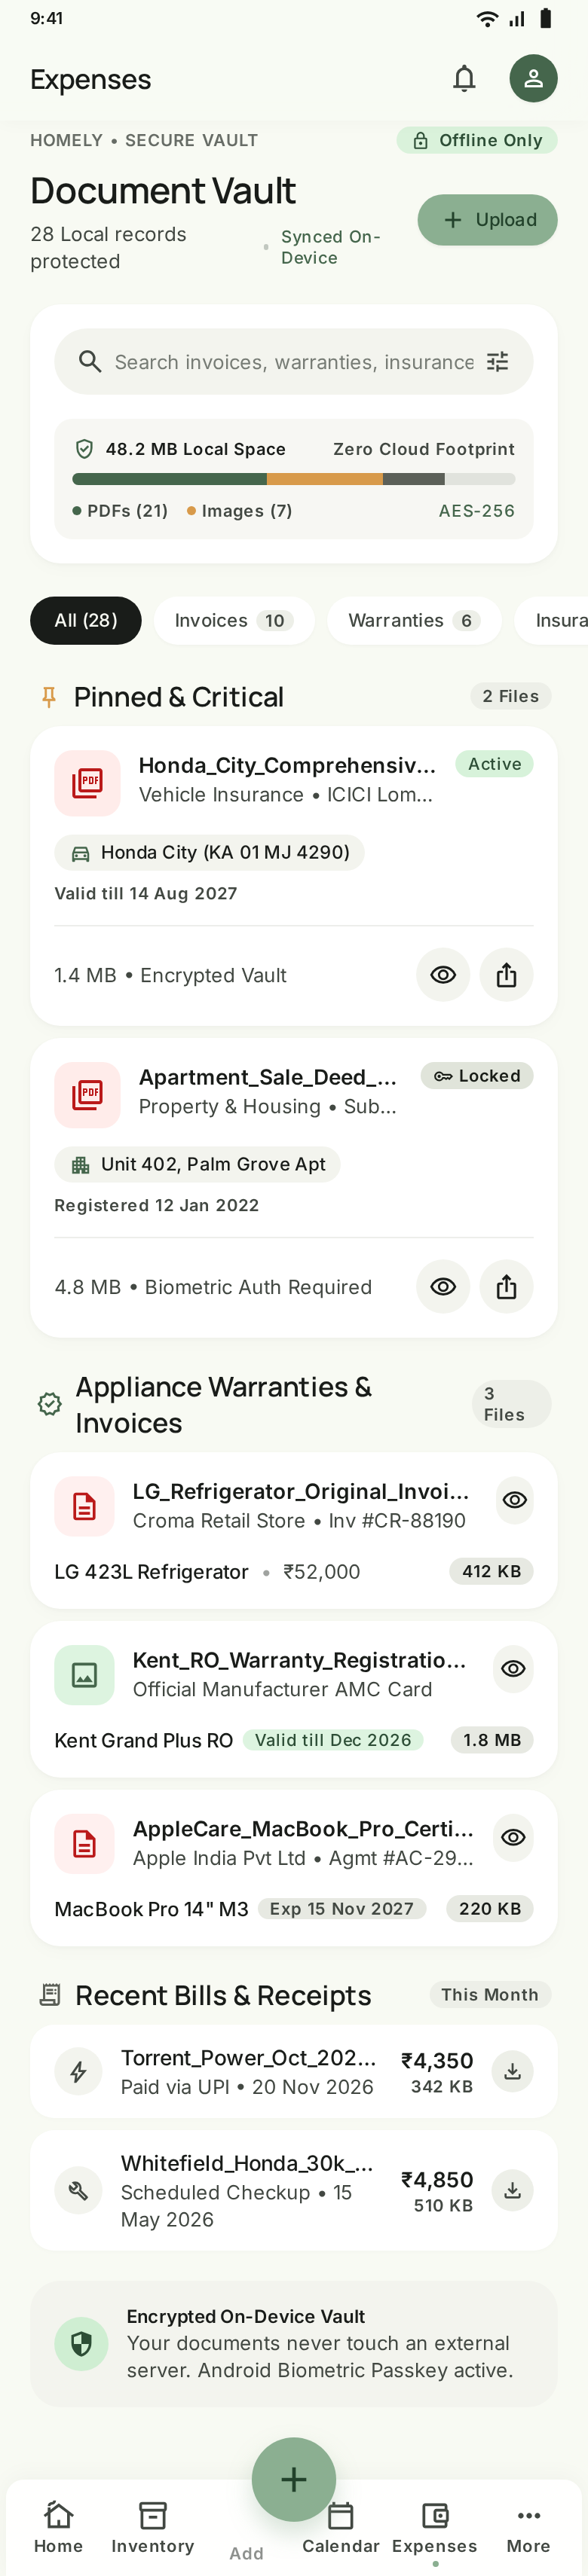 9:41
Expenses
HOMELY • SECURE VAULT
Offline Only
Document Vault
28 Local records
protected
• Synced On-
Device
Upload
Search invoices, warranties, insurance
48.2 MB Local Space
Zero Cloud Footprint
PDFs (21)
Images (7)
AES-256
All (28)
Invoices 10
Warranties 6
Insura
Pinned & Critical
2 Files
Honda_City_Comprehensiv...
Active
Vehicle Insurance • ICICI Lom...
Honda City (KA 01 MJ 4290)
Valid till 14 Aug 2027
1.4 MB • Encrypted Vault
PDF
Apartment_Sale_Deed_...
Locked
Property & Housing • Sub...
PDF
Unit 402, Palm Grove Apt
Registered 12 Jan 2022
4.8 MB • Biometric Auth Required
Appliance Warranties &
Invoices
3
Files
LG_Refrigerator_Original_Invoi...
Croma Retail Store • Inv #CR-88190
LG 423L Refrigerator • ₹52,000
412 KB
Kent_RO_Warranty_Registratio...
Official Manufacturer AMC Card
Kent Grand Plus RO
Valid till Dec 2026
1.8 MB
AppleCare_MacBook_Pro_Certi...
Apple India Pvt Ltd • Agmt #AC-29...
MacBook Pro 14" M3
Exp 15 Nov 2027
220 KB
Recent Bills & Receipts
This Month
Torrent_Power_Oct_202...
Paid via UPI • 20 Nov 2026
₹4,350
342 KB
Whitefield_Honda_30k_...
Scheduled Checkup • 15
May 2026
₹4,850
510 KB
Encrypted On-Device Vault
Your documents never touch an external
server. Android Biometric Passkey active.
Home
Inventory
Add
Calendar
Expenses
More